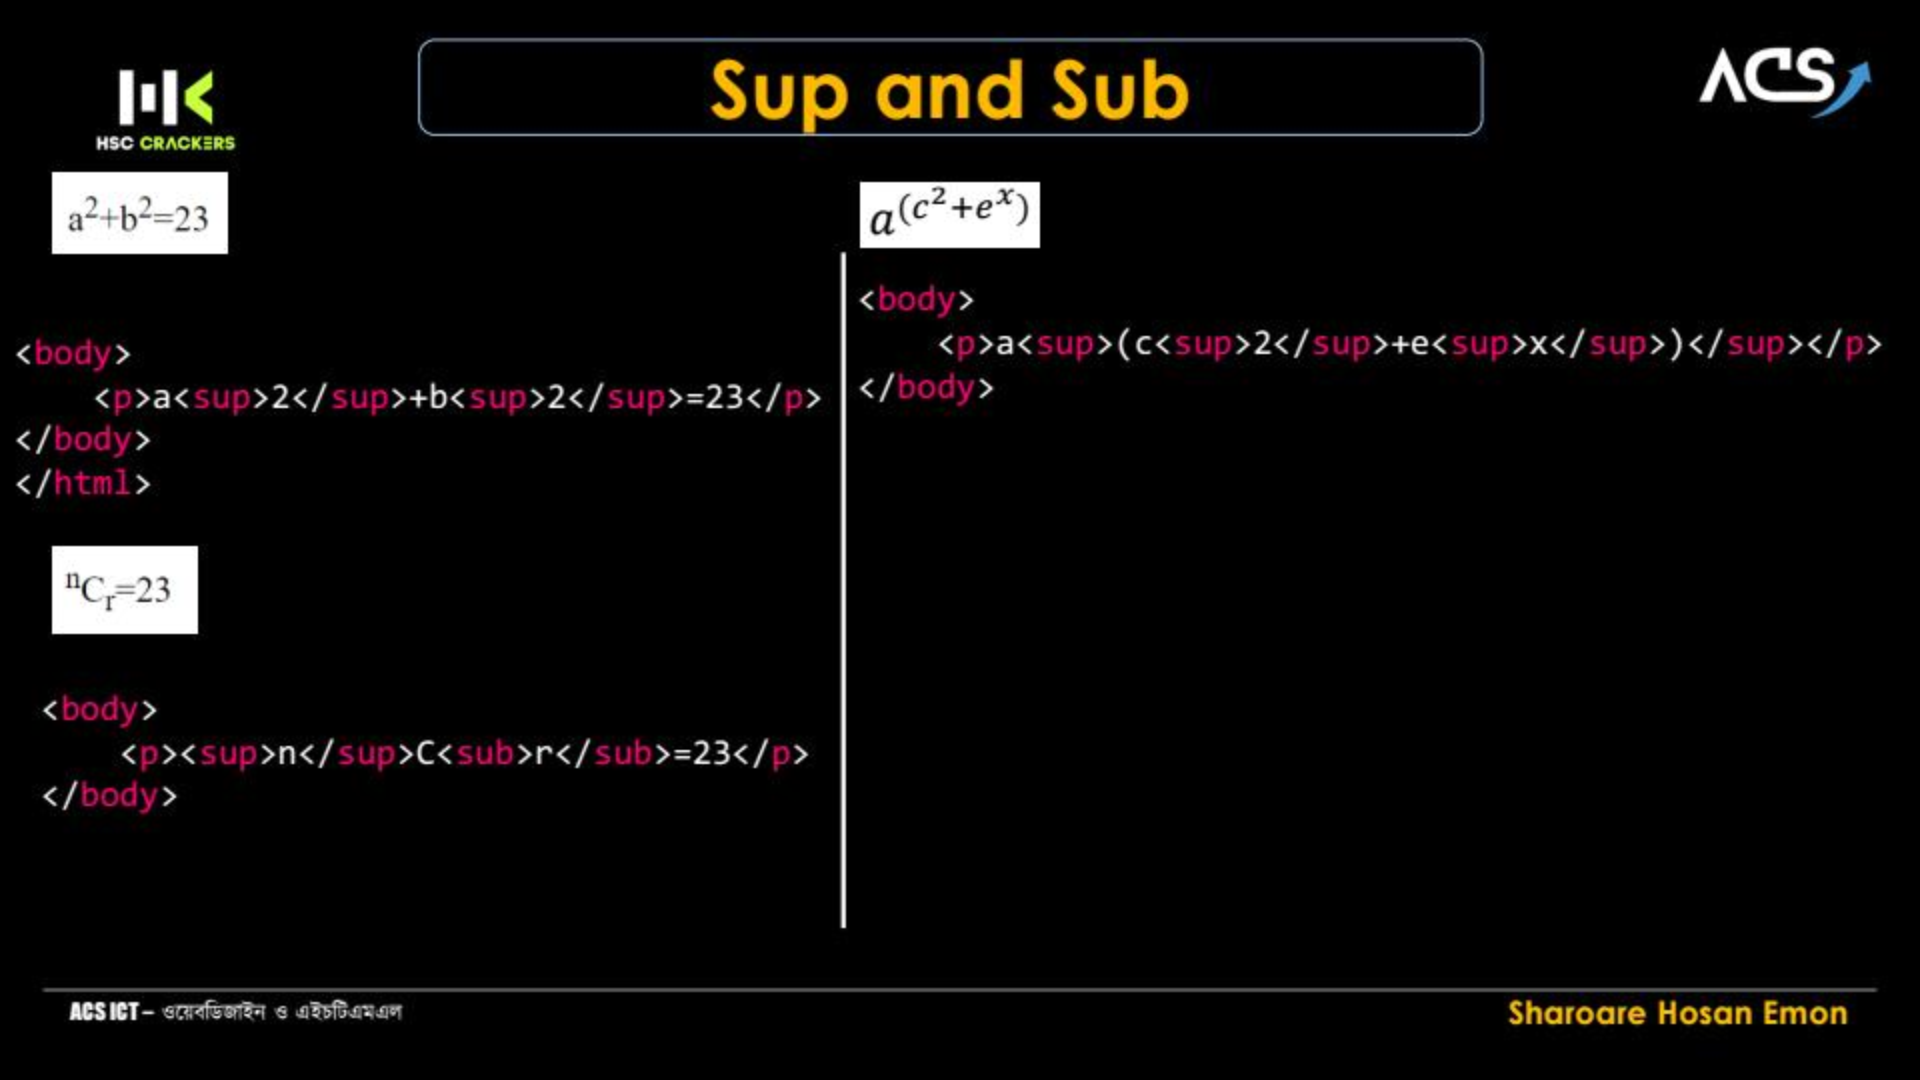 Sup and Sub
HSC CRACKERS
ACS
a²+b²=23
<body>
<p>a<sup>2</sup>+b<sup>2</sup>=23</p>
</body>
</html>
ⁿCᵣ=23
<body>
<p><sup>n</sup>C<sub>r</sub>=23</p>
</body>
a^(c²+eˣ)
<body>
<p>a<sup>(c<sup>2</sup>+e<sup>x</sup>)</sup></p>
</body>
ACS ICT – ওয়েবডিজাইন ও এইচটিএমএল
Sharoare Hosan Emon